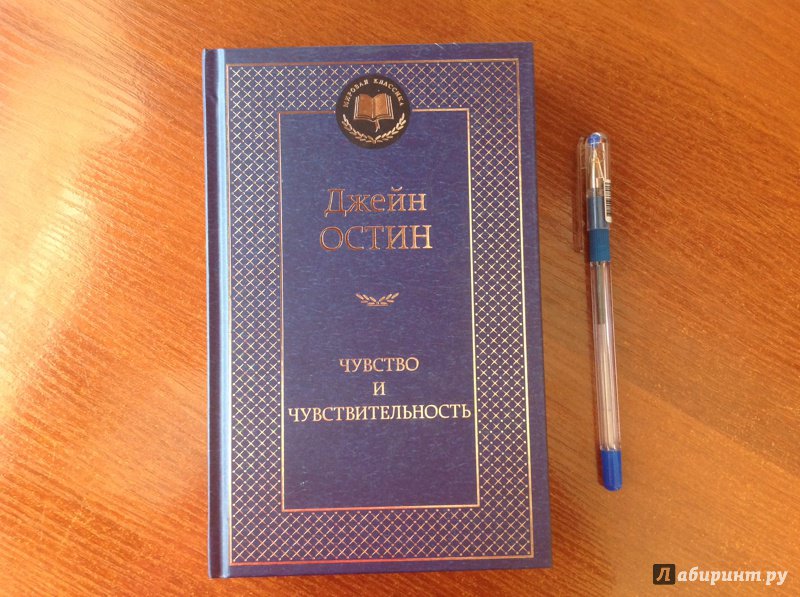 МИРОВАЯ КЛАССИКА
Джейн
ОСТИН
ЧУВСТВО
И
ЧУВСТВИТЕЛЬНОСТЬ
Лабиринт.ру